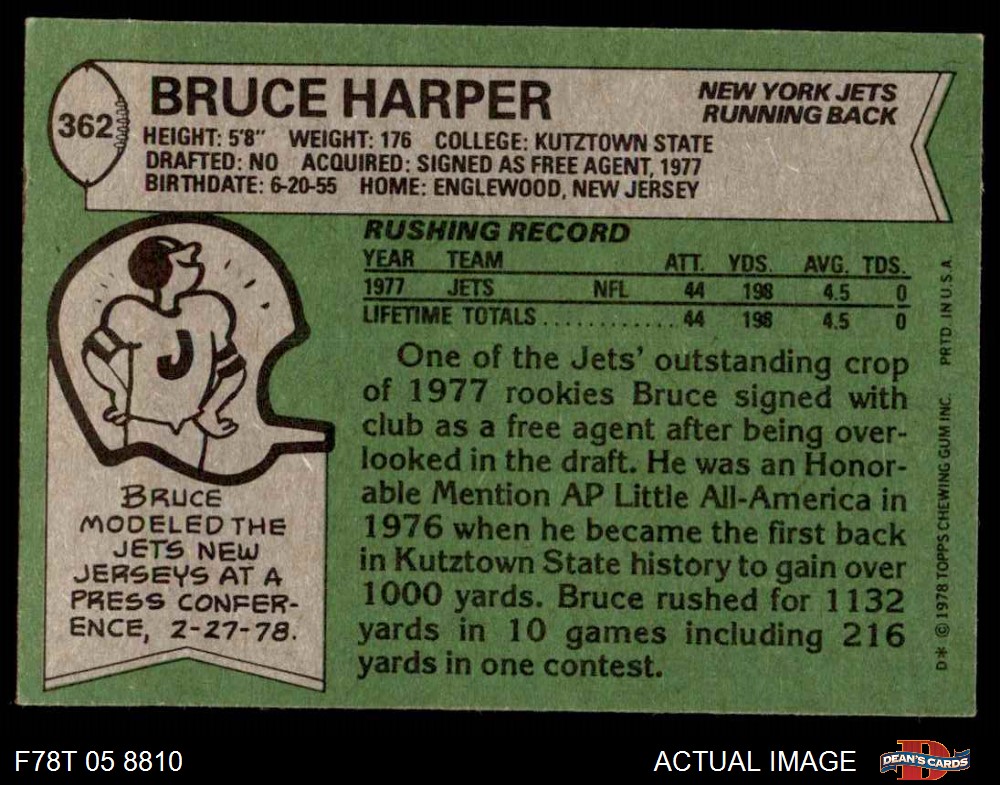 362
BRUCE HARPER
NEW YORK JETS
RUNNING BACK
HEIGHT: 5'8" WEIGHT: 176 COLLEGE: KUTZTOWN STATE
DRAFTED: NO ACQUIRED: SIGNED AS FREE AGENT, 1977
BIRTHDATE: 6-20-55 HOME: ENGLEWOOD, NEW JERSEY
RUSHING RECORD
YEAR TEAM ATT. YDS. AVG. TDS.
1977 JETS NFL 44 198 4.5 0
LIFETIME TOTALS............44 198 4.5 0
One of the Jets' outstanding crop
of 1977 rookies Bruce signed with
club as a free agent after being over-
looked in the draft. He was an Honor-
able Mention AP Little All-America in
1976 when he became the first back
in Kutztown State history to gain over
1000 yards. Bruce rushed for 1132
yards in 10 games including 216
yards in one contest.
J
BRUCE
MODELED THE
JETS NEW
JERSEYS AT A
PRESS CONFER-
ENCE, 2-27-78.
D* © 1978 TOPPS CHEWING GUM INC. PRTD. IN U.S.A.
F78T 05 8810
ACTUAL IMAGE
D
DEAN'S CARDS